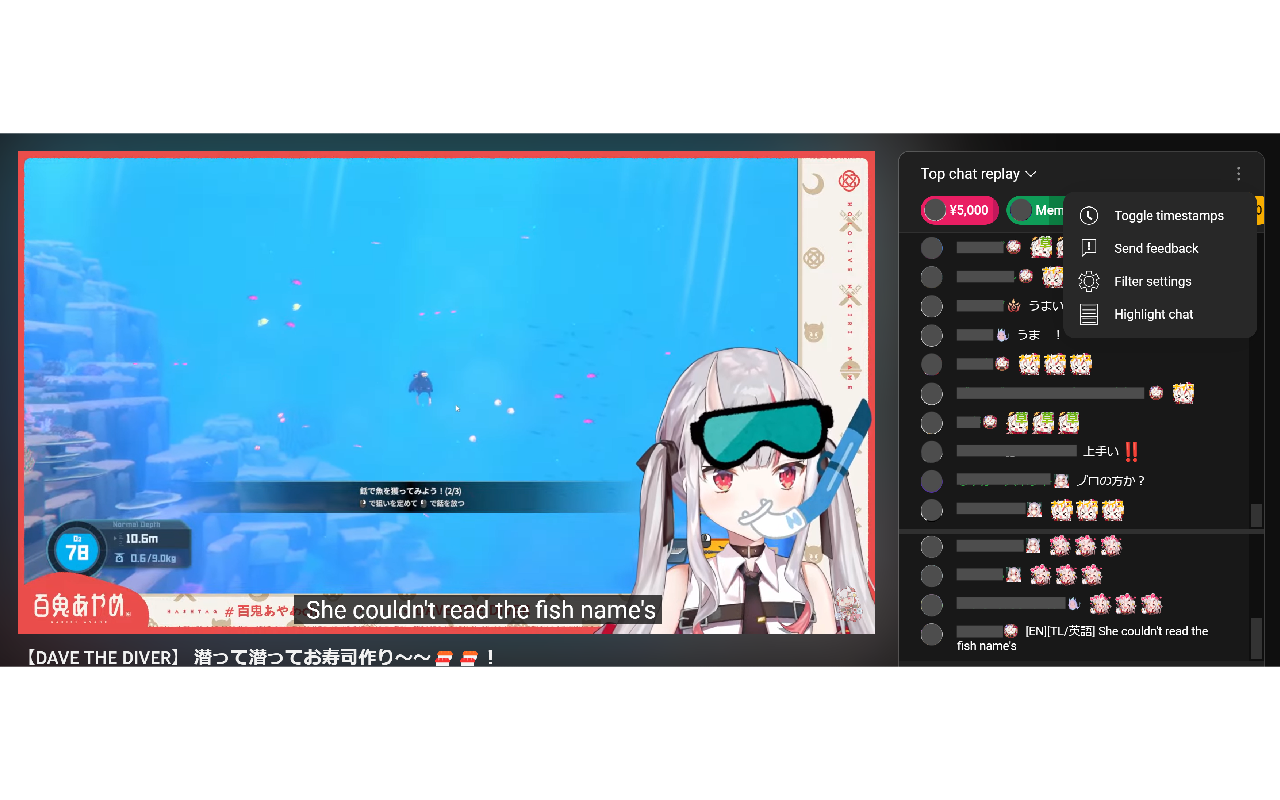 Top chat replay
¥5,000
Mem
Toggle timestamps
Send feedback
Filter settings
Highlight chat
うまい
うま !
上手い !!
ノロの方か?
[EN][TL/英語] She couldn't read the
fish name's
HOLOLIVE NAKIRI AYAME
銛で魚を獲ってみよう! (2/3)
で狙いを定めて で銛を放つ
Normal Depth
O₂
78
10.6m
0.6/9.0kg
百鬼あやめ
NAKIRI AYAME
HASHTAG
#百鬼あやめ
She couldn't read the fish name's
【DAVE THE DIVER】 潜って潜ってお寿司作り〜〜🍣🍣!